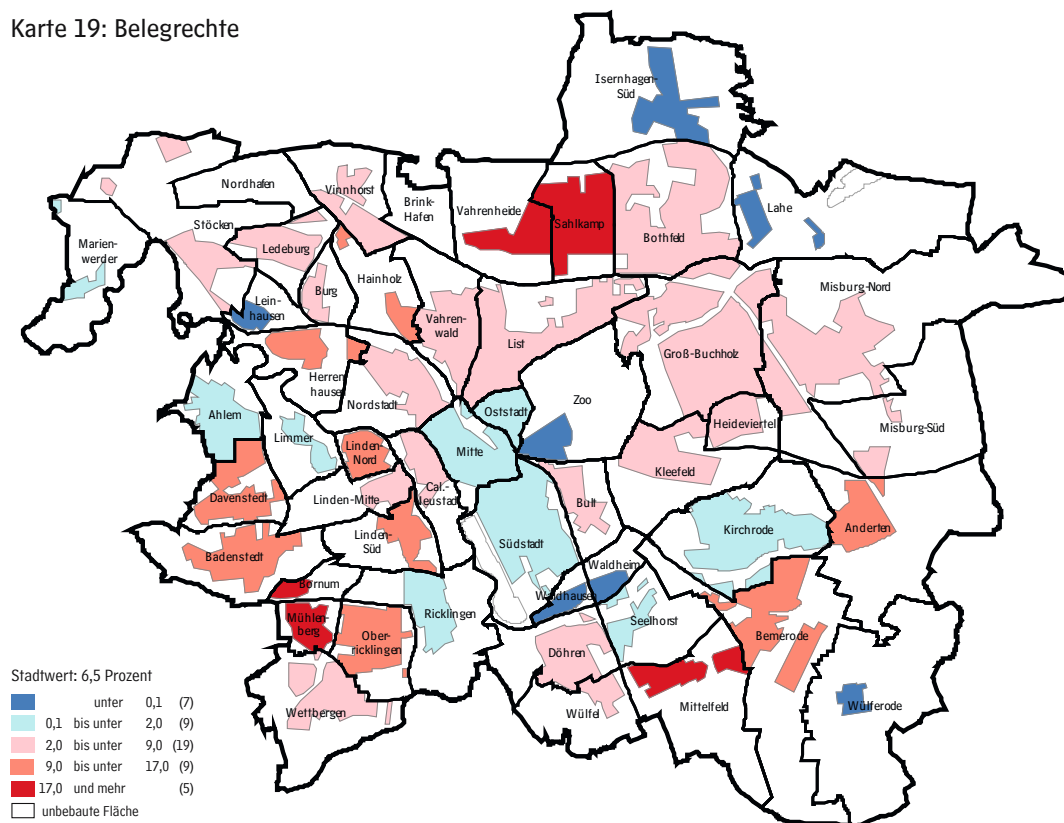 Karte 19: Belegrechte
Isernhagen-
Süd
Nordhafen
Vinnhorst
Brink-
Hafen
Vahrenheide
Sahlkamp
Bothfeld
Lahe
Stöcken
Marien-
werder
Ledeburg
Burg
Hainholz
Lein-
hausen
Vahren-
wald
List
Misburg-Nord
Groß-Buchholz
Herren-
hausen
Nordstadt
Oststadt
Zoo
Heideviertel
Misburg-Süd
Ahlem
Limmer
Linden-
Nord
Mitte
Kleefeld
Davenstedt
Linden-Mitte
Cal.-
Neustadt
Bult
Linden-
Süd
Südstadt
Kirchrode
Anderten
Badenstedt
Waldheim
Bornum
Waldhausen
Mühlen-
berg
Ricklingen
Seelhorst
Ober-
ricklingen
Bemerode
Döhren
Wettbergen
Wülfel
Mittelfeld
Wülferode
Stadtwert: 6,5 Prozent
unter 0,1 (7)
0,1 bis unter 2,0 (9)
2,0 bis unter 9,0 (19)
9,0 bis unter 17,0 (9)
17,0 und mehr (5)
unbebaute Fläche